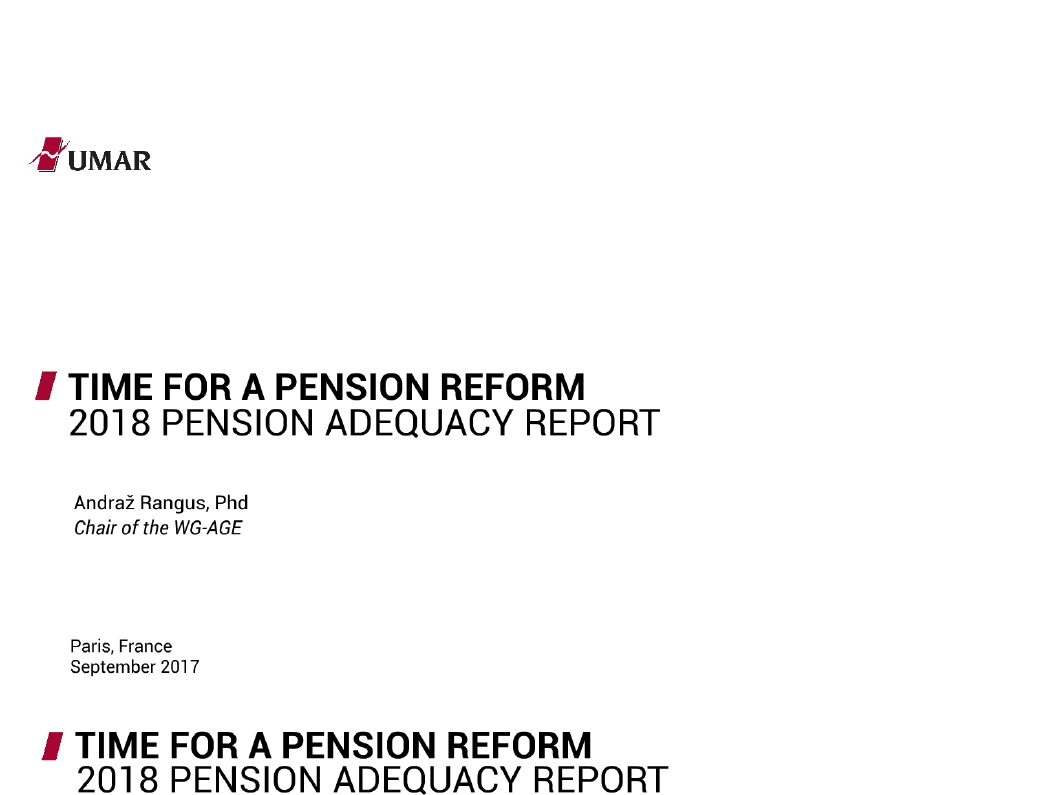 UMAR
TIME FOR A PENSION REFORM
2018 PENSION ADEQUACY REPORT
Andraž Rangus, Phd
Chair of the WG-AGE
Paris, France
September 2017
TIME FOR A PENSION REFORM
2018 PENSION ADEQUACY REPORT